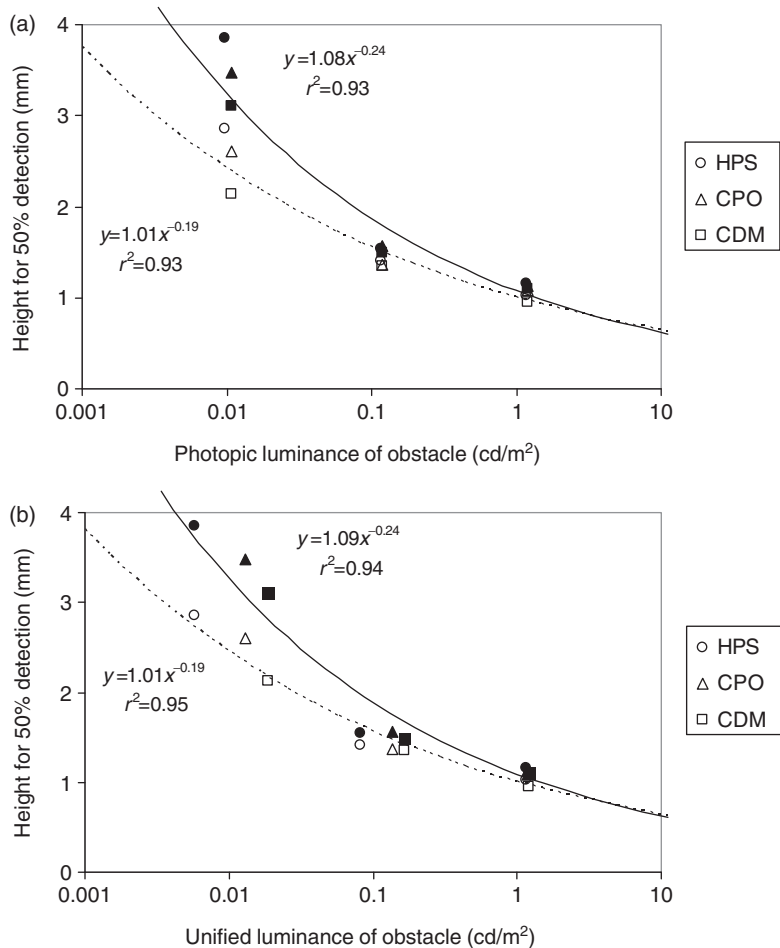 (a)
4
3
2
1
0
Height for 50% detection (mm)
y=1.08x^−0.24
r^2=0.93
y=1.01x^−0.19
r^2=0.93
HPS
CPO
CDM
0.001 0.01 0.1 1 10
Photopic luminance of obstacle (cd/m^2)
(b)
4
3
2
1
0
Height for 50% detection (mm)
y=1.09x^−0.24
r^2=0.94
y=1.01x^−0.19
r^2=0.95
HPS
CPO
CDM
0.001 0.01 0.1 1 10
Unified luminance of obstacle (cd/m^2)